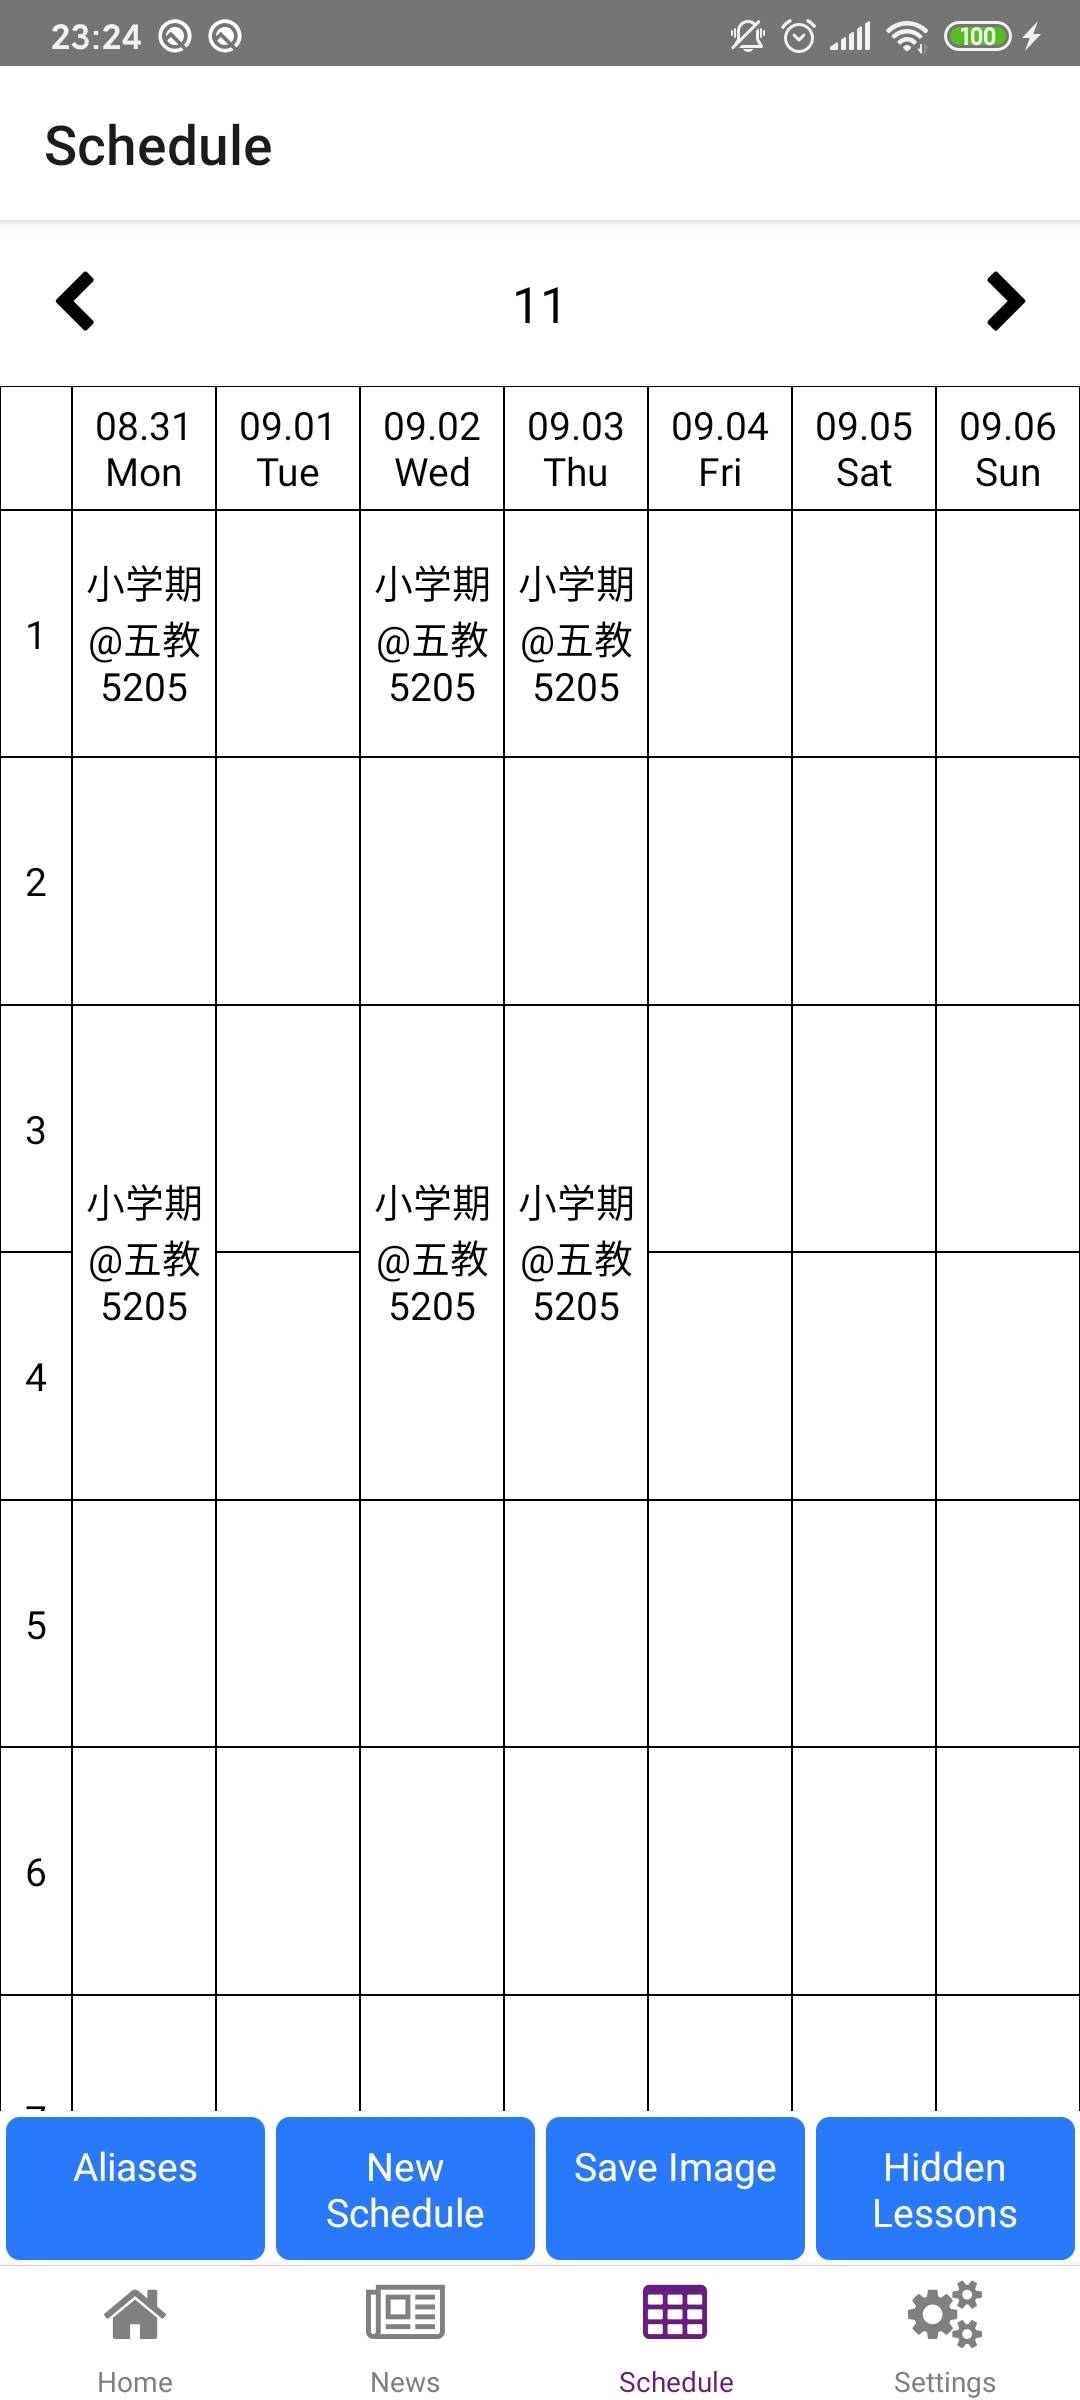 23:24
100
Schedule
11
08.31 09.01 09.02 09.03 09.04 09.05 09.06
Mon Tue Wed Thu Fri Sat Sun
小学期 小学期 小学期
1 @五教 @五教 @五教
5205 5205 5205
2
3
小学期 小学期 小学期
@五教 @五教 @五教
5205 5205 5205
4
5
6
Aliases
New
Schedule
Save Image
Hidden
Lessons
Home News Schedule Settings